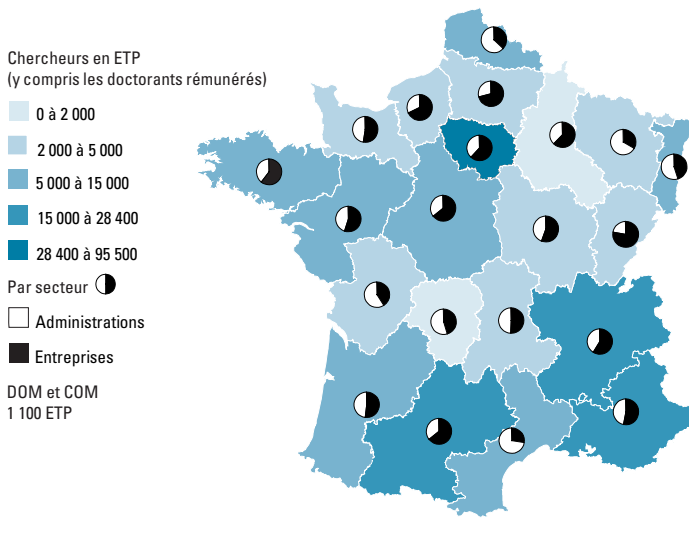 Chercheurs en ETP
(y compris les doctorants rémunérés)
0 à 2 000
2 000 à 5 000
5 000 à 15 000
15 000 à 28 400
28 400 à 95 500
Par secteur
Administrations
Entreprises
DOM et COM
1 100 ETP